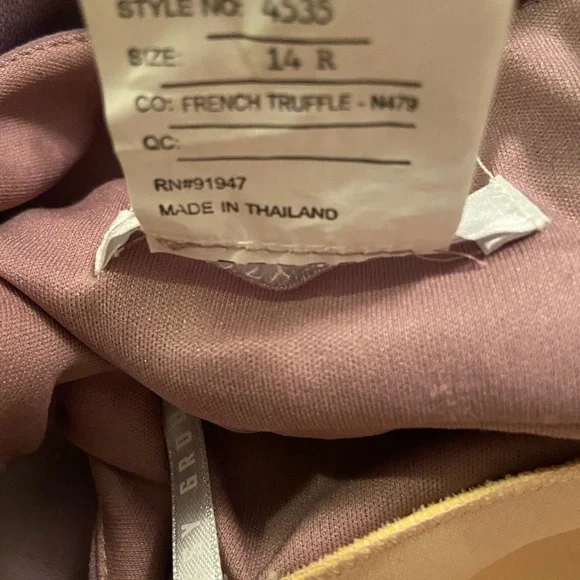 STYLE NO: 4535
SIZE: 14 R
CO: FRENCH TRUFFLE - N479
QC:
RN#91947
MADE IN THAILAND